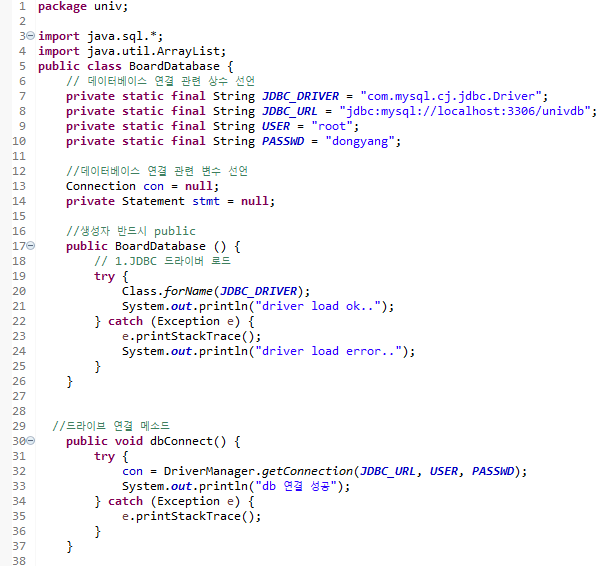 1 package univ;
2
3 import java.sql.*;
4 import java.util.ArrayList;
5 public class BoardDatabase {
6 // 데이터베이스 연결 관련 상수 선언
7 private static final String JDBC_DRIVER = "com.mysql.cj.jdbc.Driver";
8 private static final String JDBC_URL = "jdbc:mysql://localhost:3306/univdb";
9 private static final String USER = "root";
10 private static final String PASSWD = "dongyang";
11
12 //데이터베이스 연결 관련 변수 선언
13 Connection con = null;
14 private Statement stmt = null;
15
16 //생성자 반드시 public
17 public BoardDatabase () {
18 // 1.JDBC 드라이버 로드
19 try {
20 Class.forName(JDBC_DRIVER);
21 System.out.println("driver load ok..");
22 } catch (Exception e) {
23 e.printStackTrace();
24 System.out.println("driver load error..");
25 }
26 }
27
28
29 //드라이브 연결 메소드
30 public void dbConnect() {
31 try {
32 con = DriverManager.getConnection(JDBC_URL, USER, PASSWD);
33 System.out.println("db 연결 성공");
34 } catch (Exception e) {
35 e.printStackTrace();
36 }
37 }
38